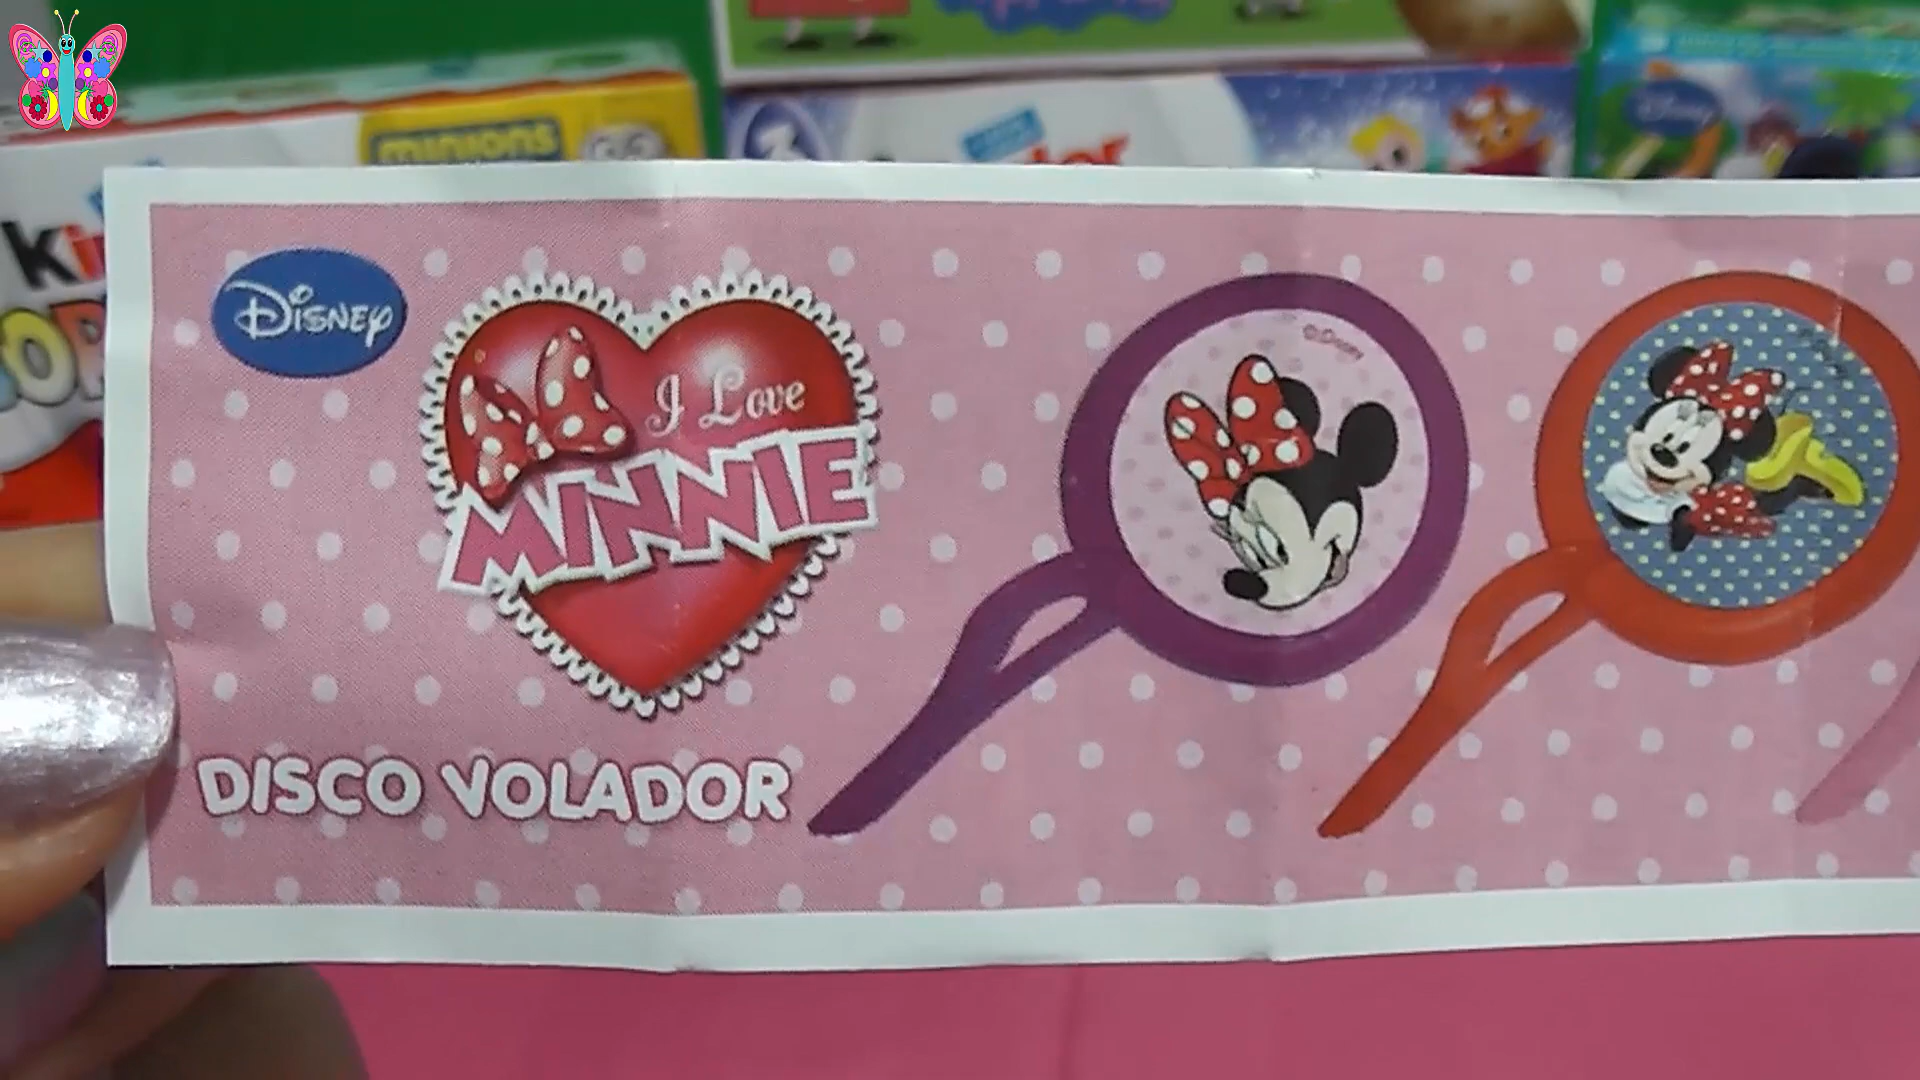 minions
Disney
Disney
I Love
MINNIE
DISCO VOLADOR